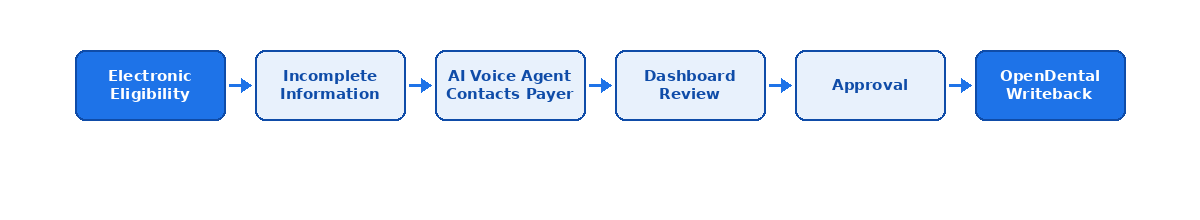 Electronic
Eligibility
Incomplete
Information
AI Voice Agent
Contacts Payer
Dashboard
Review
Approval
OpenDental
Writeback